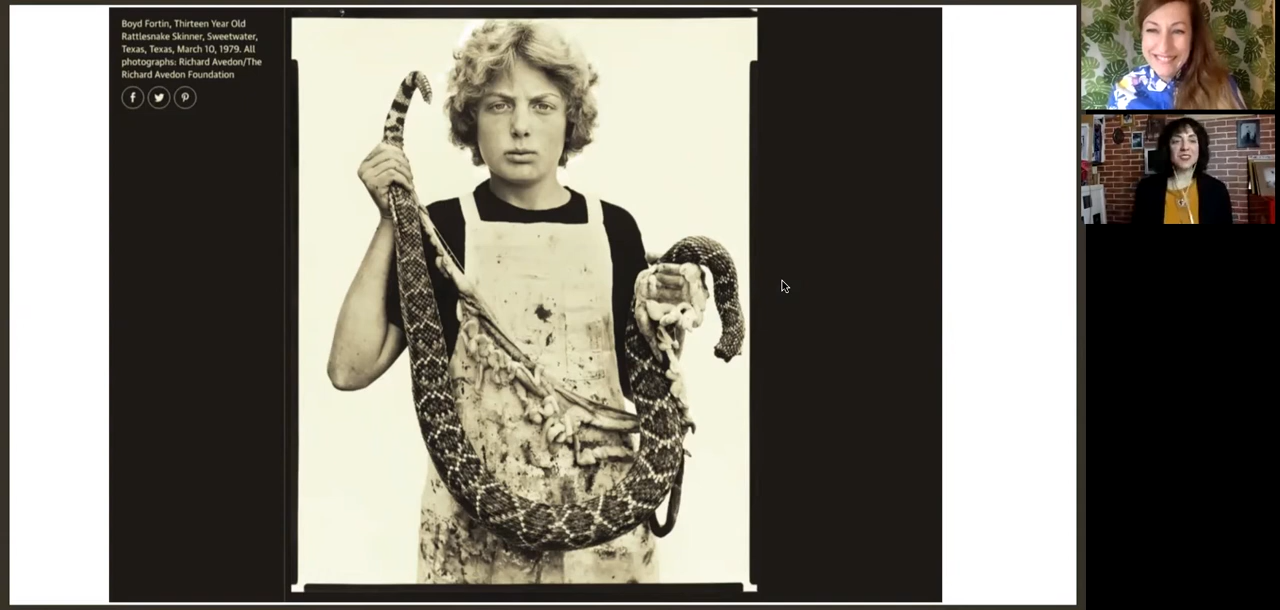 Boyd Fortin, Thirteen Year Old
Rattlesnake Skinner, Sweetwater,
Texas, Texas, March 10, 1979. All
photographs: Richard Avedon/The
Richard Avedon Foundation